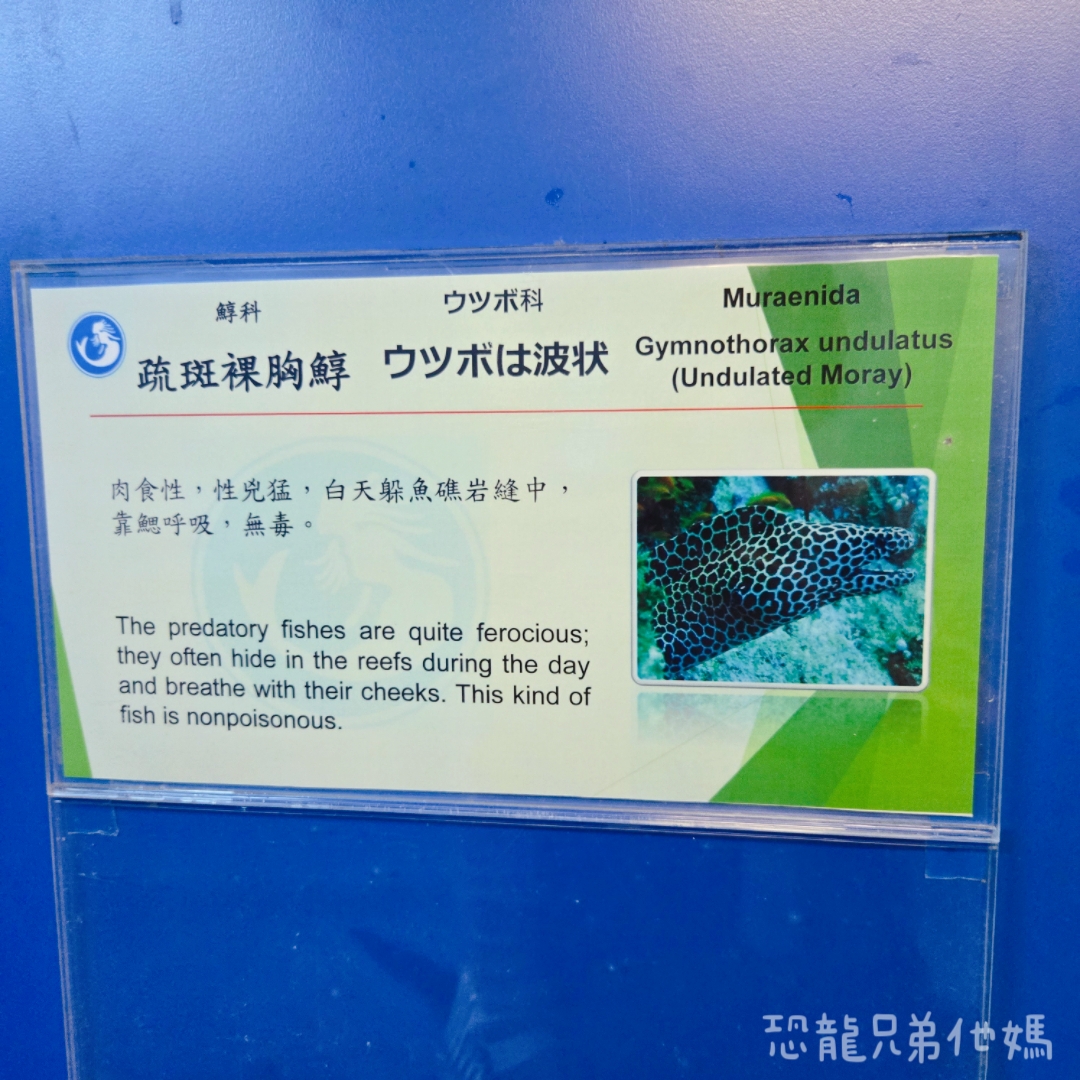 鯙科
疏斑裸胸鯙
ウツボ科
ウツボは波状
Muraenida
Gymnothorax undulatus
(Undulated Moray)
肉食性，性兇猛，白天躲魚礁岩縫中，
靠鰓呼吸，無毒。
The predatory fishes are quite ferocious;
they often hide in the reefs during the day
and breathe with their cheeks. This kind of
fish is nonpoisonous.
恐龍兄弟他媽